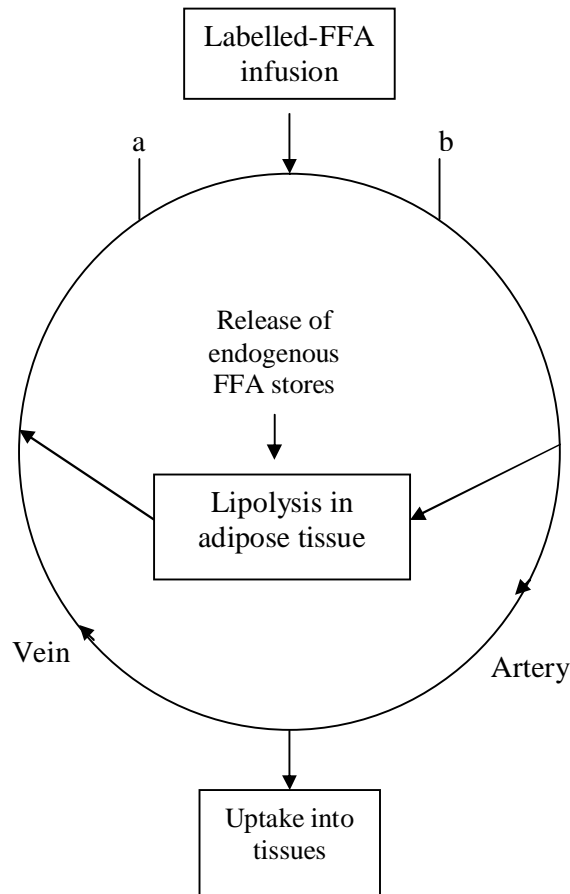 Labelled-FFA
infusion
a
b
Release of
endogenous
FFA stores
Lipolysis in
adipose tissue
Vein
Artery
Uptake into
tissues